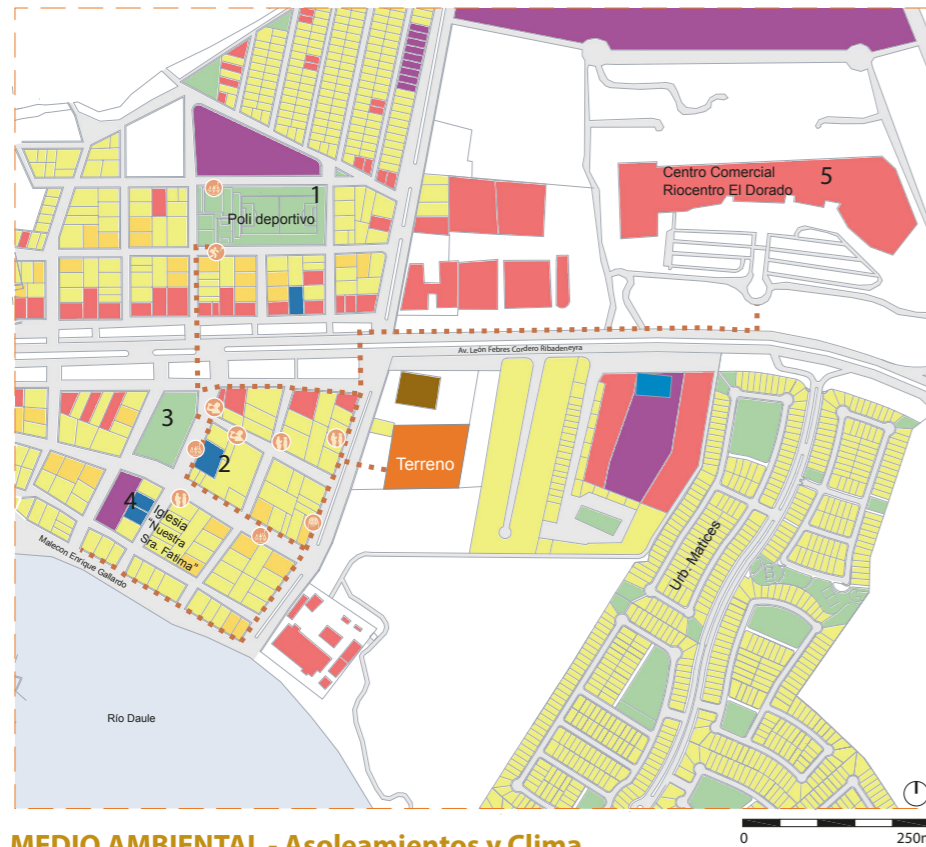 Centro Comercial
Riocentro El Dorado
5
1
Poli deportivo
Av. León Febres Cordero Ribadeneyra
3
2
Terreno
4
Iglesia
"Nuestra
Sra. Fatima"
Urb. Matices
Malecon Enrique Gallardo
Río Daule
MEDIO AMBIENTAL - Asoleamientos y Clima
0
250m